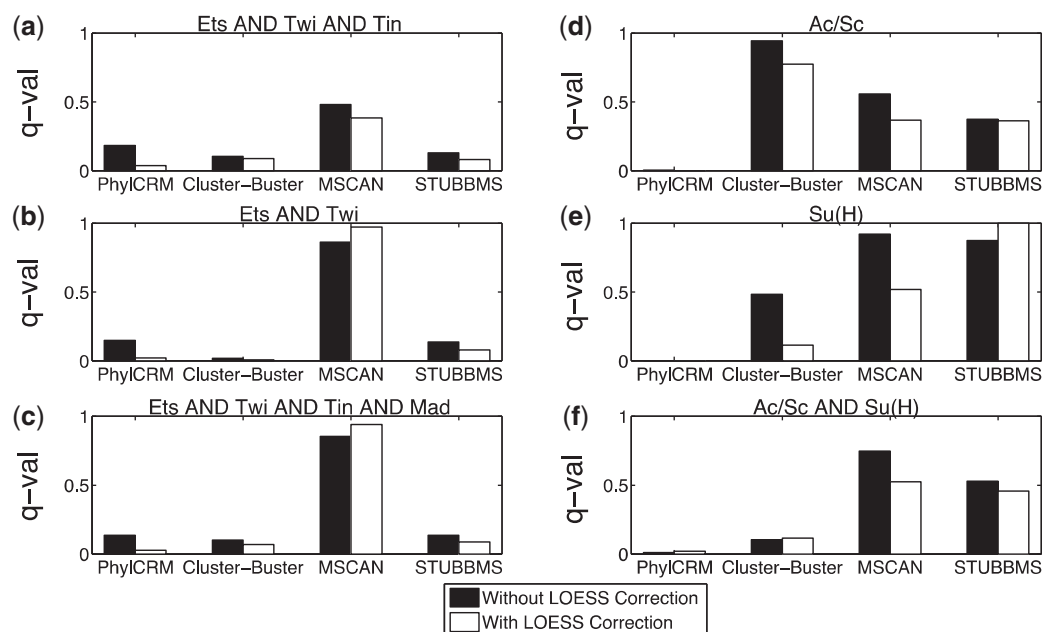 (a) Ets AND Twi AND Tin
1
0.5
0
q-val
PhylCRM Cluster-Buster MSCAN STUBBMS
(b) Ets AND Twi
1
0.5
0
q-val
PhylCRM Cluster-Buster MSCAN STUBBMS
(c) Ets AND Twi AND Tin AND Mad
1
0.5
0
q-val
PhylCRM Cluster-Buster MSCAN STUBBMS
(d) Ac/Sc
1
0.5
0
q-val
PhylCRM Cluster-Buster MSCAN STUBBMS
(e) Su(H)
1
0.5
0
q-val
PhylCRM Cluster-Buster MSCAN STUBBMS
(f) Ac/Sc AND Su(H)
1
0.5
0
q-val
PhylCRM Cluster-Buster MSCAN STUBBMS
Without LOESS Correction
With LOESS Correction